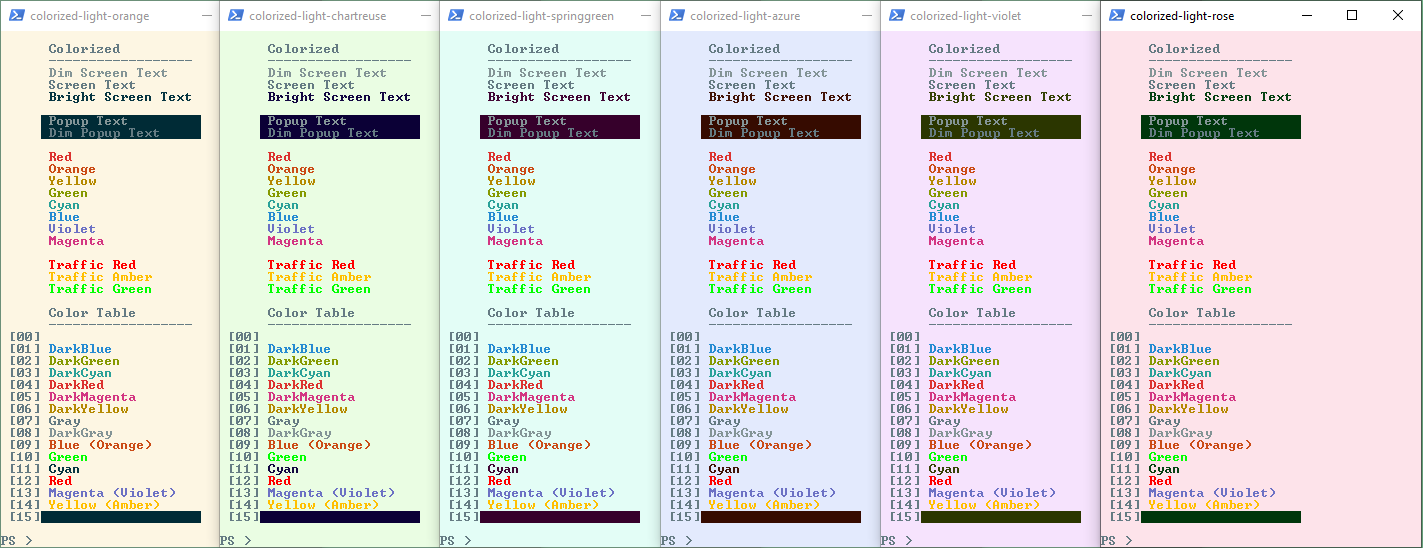 colorized-light-orange
Colorized
------------------
Dim Screen Text
Screen Text
Bright Screen Text
Popup Text
Dim Popup Text
Red
Orange
Yellow
Green
Cyan
Blue
Violet
Magenta
Traffic Red
Traffic Amber
Traffic Green
Color Table
------------------
[00]
[01] DarkBlue
[02] DarkGreen
[03] DarkCyan
[04] DarkRed
[05] DarkMagenta
[06] DarkYellow
[07] Gray
[08] DarkGray
[09] Blue (Orange)
[10] Green
[11] Cyan
[12] Red
[13] Magenta (Violet)
[14] Yellow (Amber)
[15]
PS >
colorized-light-chartreuse
Colorized
------------------
Dim Screen Text
Screen Text
Bright Screen Text
Popup Text
Dim Popup Text
Red
Orange
Yellow
Green
Cyan
Blue
Violet
Magenta
Traffic Red
Traffic Amber
Traffic Green
Color Table
------------------
[00]
[01] DarkBlue
[02] DarkGreen
[03] DarkCyan
[04] DarkRed
[05] DarkMagenta
[06] DarkYellow
[07] Gray
[08] DarkGray
[09] Blue (Orange)
[10] Green
[11] Cyan
[12] Red
[13] Magenta (Violet)
[14] Yellow (Amber)
[15]
PS >
colorized-light-springgreen
Colorized
------------------
Dim Screen Text
Screen Text
Bright Screen Text
Popup Text
Dim Popup Text
Red
Orange
Yellow
Green
Cyan
Blue
Violet
Magenta
Traffic Red
Traffic Amber
Traffic Green
Color Table
------------------
[00]
[01] DarkBlue
[02] DarkGreen
[03] DarkCyan
[04] DarkRed
[05] DarkMagenta
[06] DarkYellow
[07] Gray
[08] DarkGray
[09] Blue (Orange)
[10] Green
[11] Cyan
[12] Red
[13] Magenta (Violet)
[14] Yellow (Amber)
[15]
PS >
colorized-light-azure
Colorized
------------------
Dim Screen Text
Screen Text
Bright Screen Text
Popup Text
Dim Popup Text
Red
Orange
Yellow
Green
Cyan
Blue
Violet
Magenta
Traffic Red
Traffic Amber
Traffic Green
Color Table
------------------
[00]
[01] DarkBlue
[02] DarkGreen
[03] DarkCyan
[04] DarkRed
[05] DarkMagenta
[06] DarkYellow
[07] Gray
[08] DarkGray
[09] Blue (Orange)
[10] Green
[11] Cyan
[12] Red
[13] Magenta (Violet)
[14] Yellow (Amber)
[15]
PS >
colorized-light-violet
Colorized
------------------
Dim Screen Text
Screen Text
Bright Screen Text
Popup Text
Dim Popup Text
Red
Orange
Yellow
Green
Cyan
Blue
Violet
Magenta
Traffic Red
Traffic Amber
Traffic Green
Color Table
------------------
[00]
[01] DarkBlue
[02] DarkGreen
[03] DarkCyan
[04] DarkRed
[05] DarkMagenta
[06] DarkYellow
[07] Gray
[08] DarkGray
[09] Blue (Orange)
[10] Green
[11] Cyan
[12] Red
[13] Magenta (Violet)
[14] Yellow (Amber)
[15]
PS >
colorized-light-rose
Colorized
------------------
Dim Screen Text
Screen Text
Bright Screen Text
Popup Text
Dim Popup Text
Red
Orange
Yellow
Green
Cyan
Blue
Violet
Magenta
Traffic Red
Traffic Amber
Traffic Green
Color Table
------------------
[00]
[01] DarkBlue
[02] DarkGreen
[03] DarkCyan
[04] DarkRed
[05] DarkMagenta
[06] DarkYellow
[07] Gray
[08] DarkGray
[09] Blue (Orange)
[10] Green
[11] Cyan
[12] Red
[13] Magenta (Violet)
[14] Yellow (Amber)
[15]
PS >